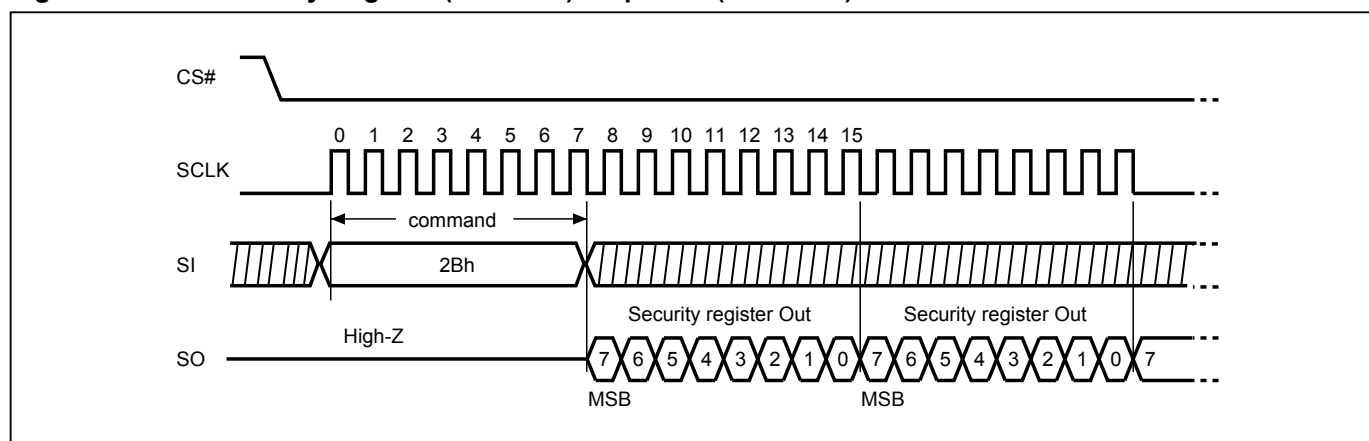 CS#
0 1 2 3 4 5 6 7 8 9 10 11 12 13 14 15
SCLK
command
SI
2Bh
Security register Out Security register Out
High-Z
SO
7 6 5 4 3 2 1 0 7 6 5 4 3 2 1 0 7
MSB MSB